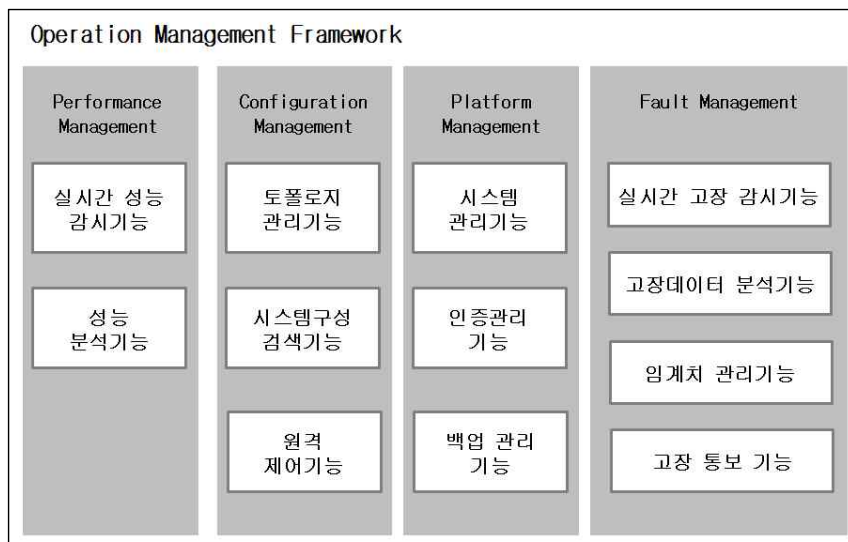 Operation Management Framework
Performance
Management
실시간 성능
감시기능
성능
분석기능
Configuration
Management
토폴로지
관리기능
시스템구성
검색기능
원격
제어기능
Platform
Management
시스템
관리기능
인증관리
기능
백업 관리
기능
Fault Management
실시간 고장 감시기능
고장데이터 분석기능
임계치 관리기능
고장 통보 기능